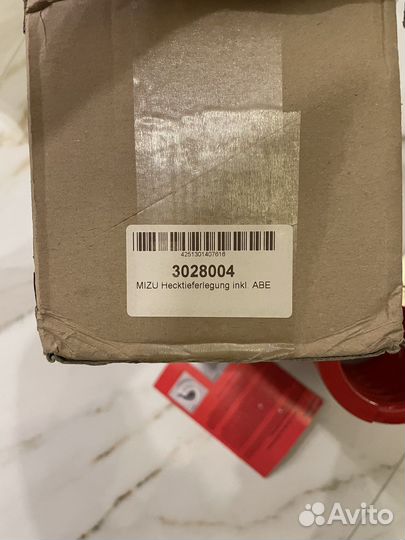 4251301407616
3028004
MIZU Hecktieferlegung inkl. ABE
Avito